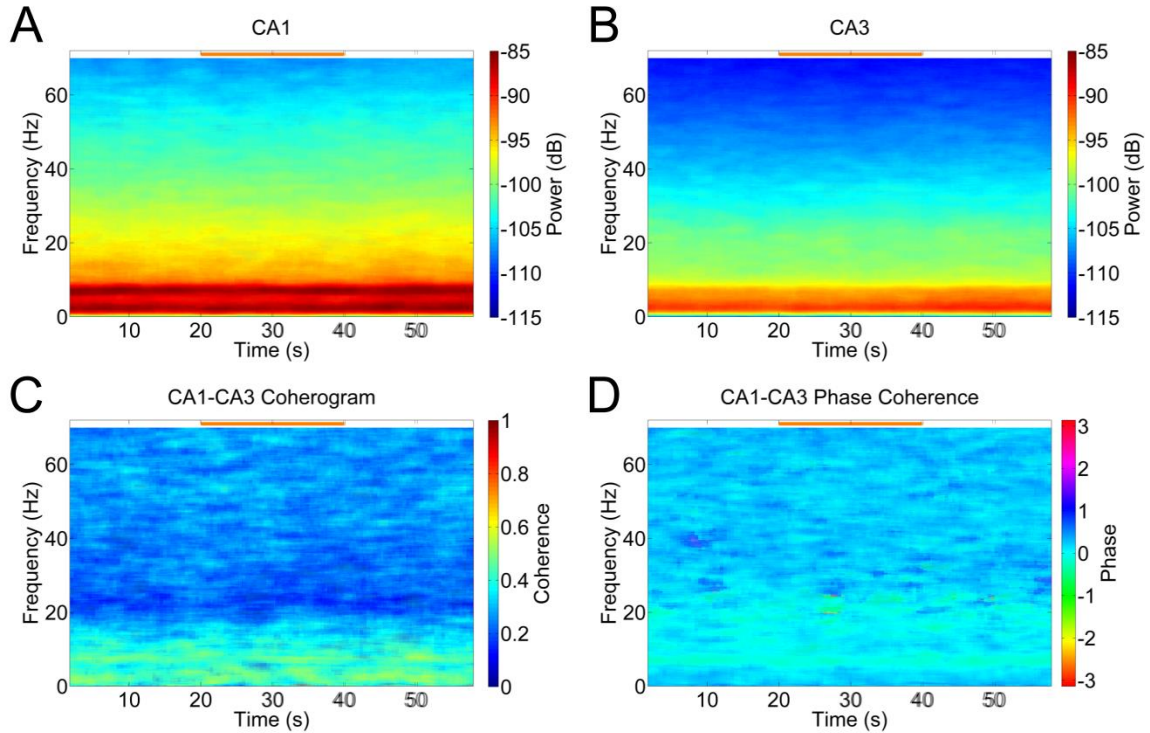 A
CA1
Frequency (Hz)
60
40
20
0
10 20 30 40 50
Time (s)
-85
-90
-95
-100
-105
-110
-115
Power (dB)
B
CA3
Frequency (Hz)
60
40
20
0
10 20 30 40 50
Time (s)
-85
-90
-95
-100
-105
-110
-115
Power (dB)
C
CA1-CA3 Coherogram
Frequency (Hz)
60
40
20
0
10 20 30 40 50
Time (s)
1
0.8
0.6
0.4
0.2
0
Coherence
D
CA1-CA3 Phase Coherence
Frequency (Hz)
60
40
20
0
10 20 30 40 50
Time (s)
3
2
1
0
-1
-2
-3
Phase